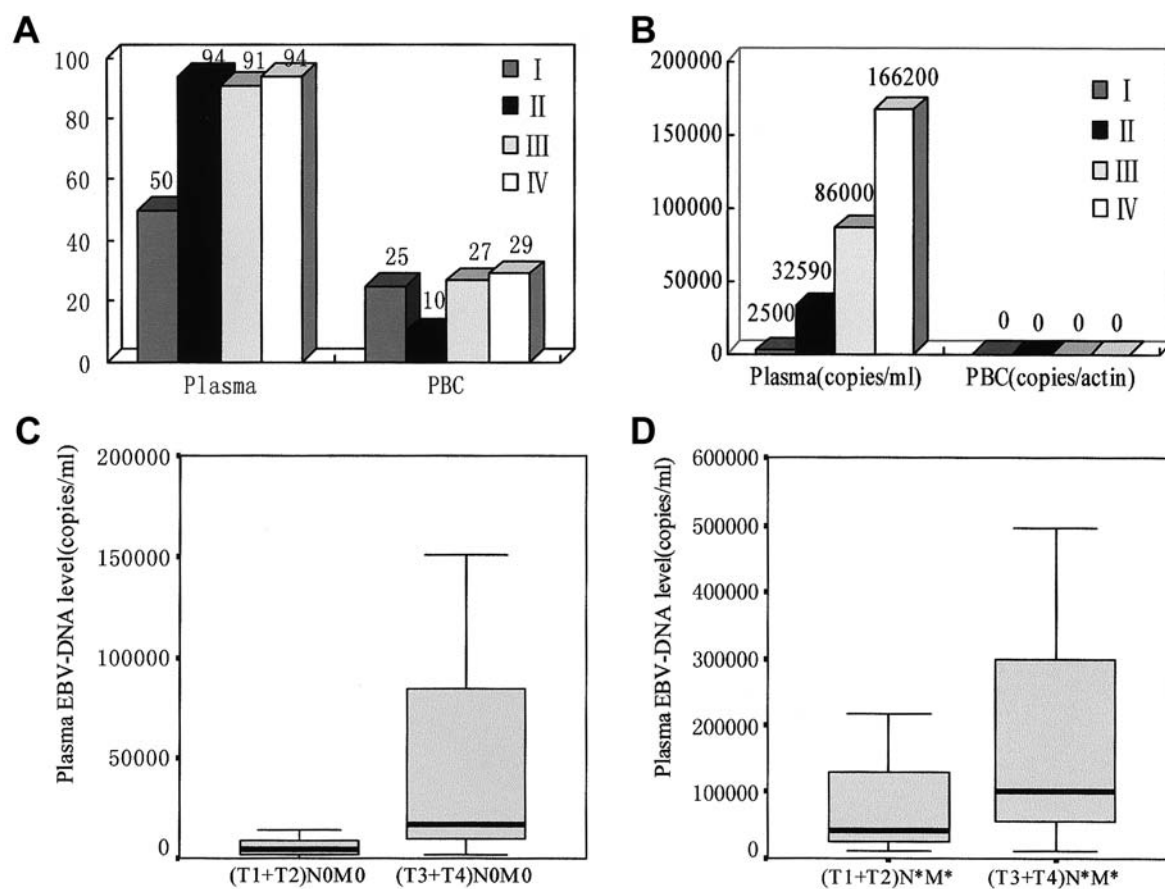 A
100
80
60
40
20
0
50
94
91
94
25
10
27
29
I
II
III
IV
Plasma
PBC
B
200000
150000
100000
50000
0
2500
32590
86000
166200
0
0
0
0
I
II
III
IV
Plasma(copies/ml)
PBC(copies/actin)
C
Plasma EBV-DNA level(copies/ml)
200000
150000
100000
50000
0
(T1+T2)N0M0
(T3+T4)N0M0
D
Plasma EBV-DNA level(copies/ml)
600000
500000
400000
300000
200000
100000
0
(T1+T2)N*M*
(T3+T4)N*M*